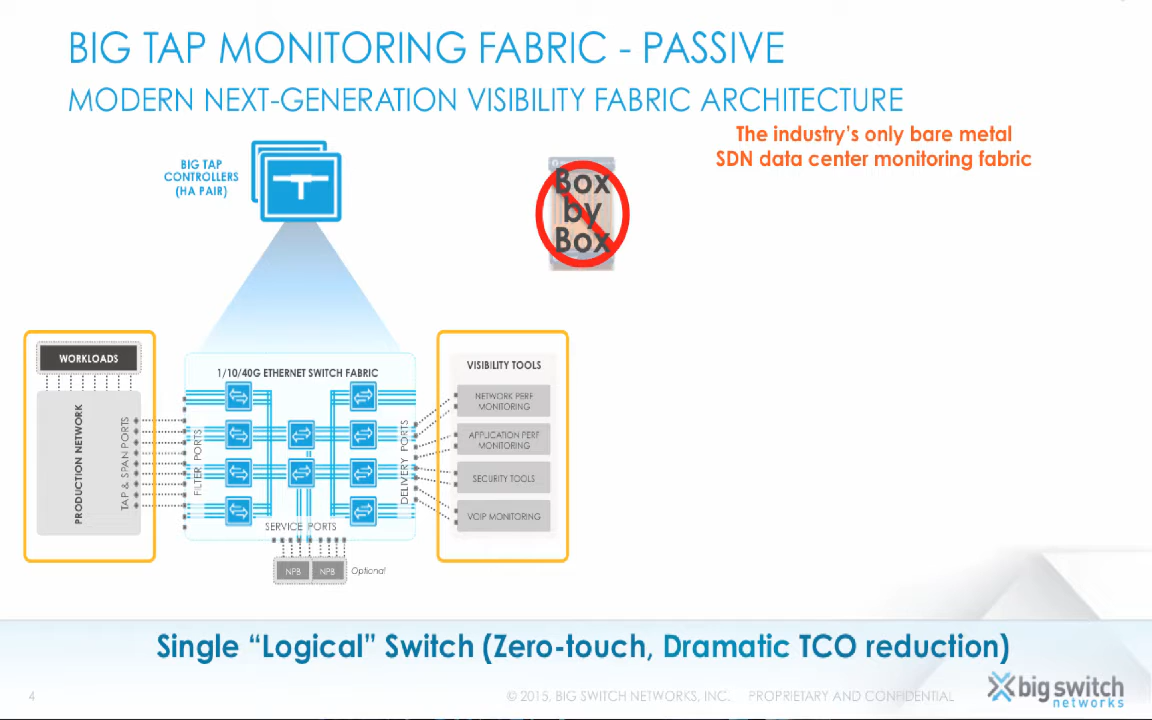 BIG TAP MONITORING FABRIC - PASSIVE
MODERN NEXT-GENERATION VISIBILITY FABRIC ARCHITECTURE
The industry's only bare metal
SDN data center monitoring fabric
BIG TAP
CONTROLLERS
(HA PAIR)
Box
by
Box
WORKLOADS
PRODUCTION NETWORK
TAP & SPAN PORTS
1/10/40G ETHERNET SWITCH FABRIC
FILTER PORTS
DELIVERY PORTS
SERVICE PORTS
NPB
NPB
Optional
VISIBILITY TOOLS
NETWORK PERF
MONITORING
APPLICATION PERF
MONITORING
SECURITY TOOLS
VOIP MONITORING
Single “Logical” Switch (Zero-touch, Dramatic TCO reduction)
4
© 2015, BIG SWITCH NETWORKS, INC. PROPRIETARY AND CONFIDENTIAL
big switch
networks